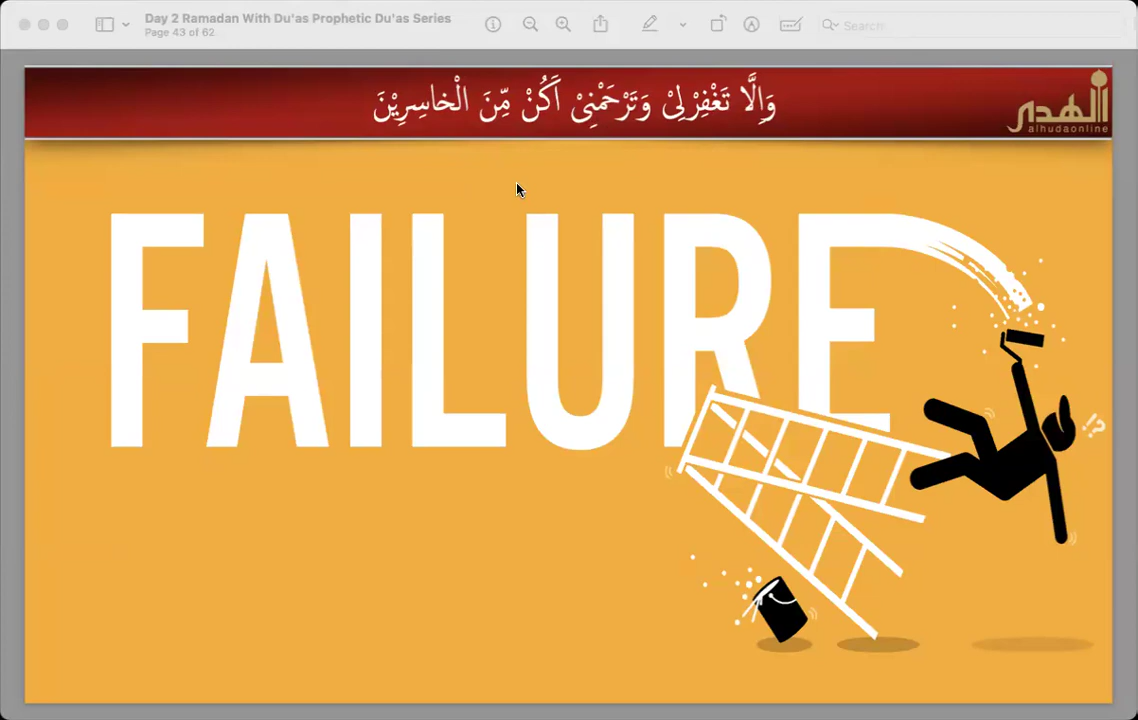 Day 2 Ramadan With Du'as Prophetic Du'as Series
Page 43 of 62
Search
وَاِلَّا تَغْفِرْلِىْ وَتَرْحَمْنِىْ أَكُنْ مِّنَ الْخاسِرِيْنَ
الهدى
alhudaonline
FAILURE
!?